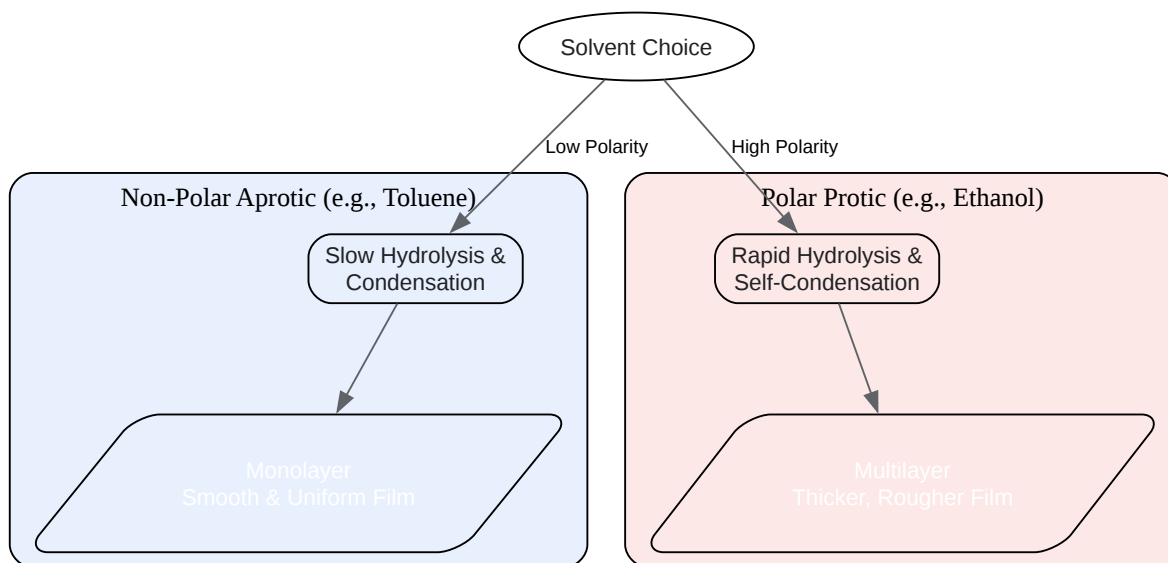 Solvent Choice
Low Polarity
High Polarity
Non-Polar Aprotic (e.g., Toluene)
Polar Protic (e.g., Ethanol)
Slow Hydrolysis &
Condensation
Rapid Hydrolysis &
Self-Condensation
Monolayer
Smooth & Uniform Film
Multilayer
Thicker, Rougher Film